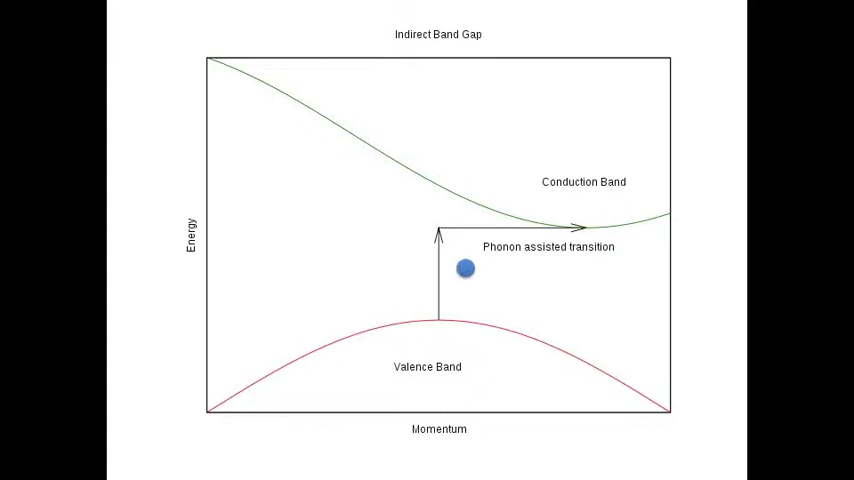 Indirect Band Gap
Conduction Band
Energy
Phonon assisted transition
Valence Band
Momentum